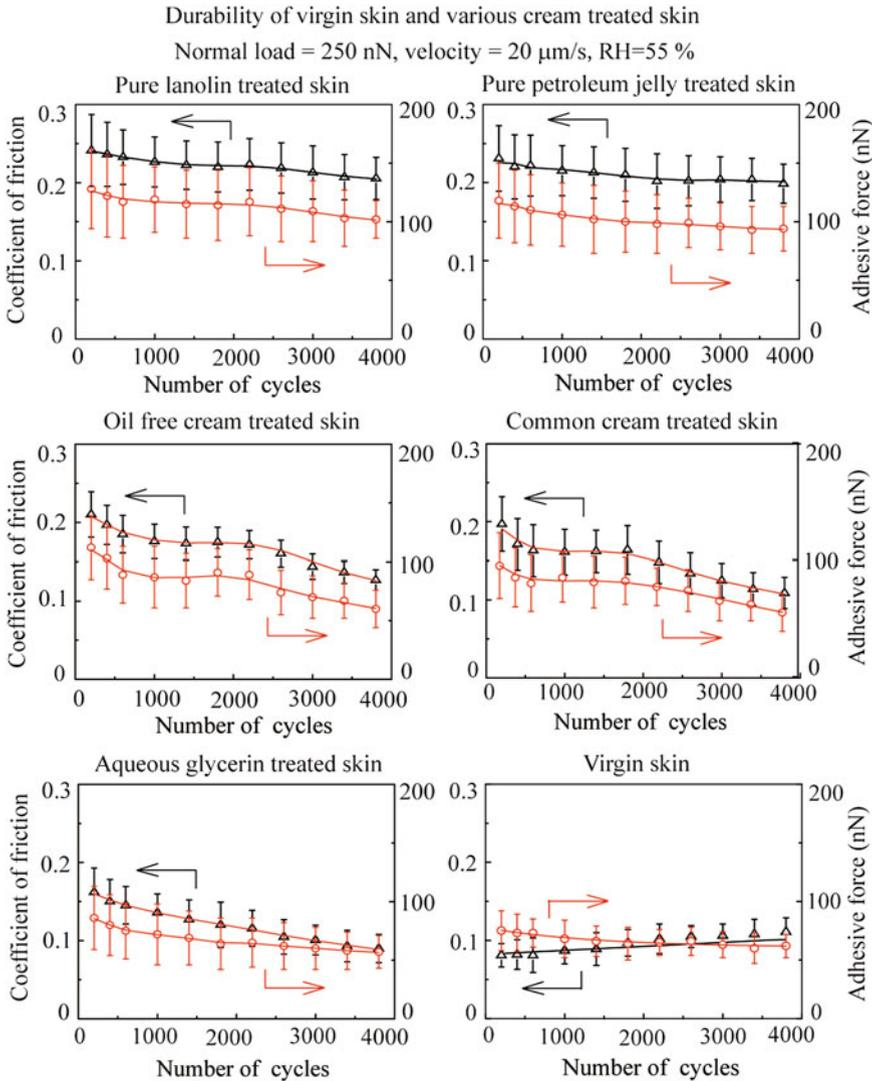 Durability of virgin skin and various cream treated skin
Normal load = 250 nN, velocity = 20 μm/s, RH=55 %
Pure lanolin treated skin
Pure petroleum jelly treated skin
0.3
0.2
0.1
0
Coefficient of friction
200
100
0
0 1000 2000 3000 4000
Number of cycles
0.3
0.2
0.1
0
200
100
0
Adhesive force (nN)
0 1000 2000 3000 4000
Number of cycles
Oil free cream treated skin
Common cream treated skin
0.3
0.2
0.1
0
Coefficient of friction
200
100
0
0 1000 2000 3000 4000
Number of cycles
0.3
0.2
0.1
0
200
100
0
Adhesive force (nN)
0 1000 2000 3000 4000
Number of cycles
Aqueous glycerin treated skin
Virgin skin
0.3
0.2
0.1
0
Coefficient of friction
200
100
0
0 1000 2000 3000 4000
Number of cycles
0.3
0.2
0.1
0
200
100
0
Adhesive force (nN)
0 1000 2000 3000 4000
Number of cycles